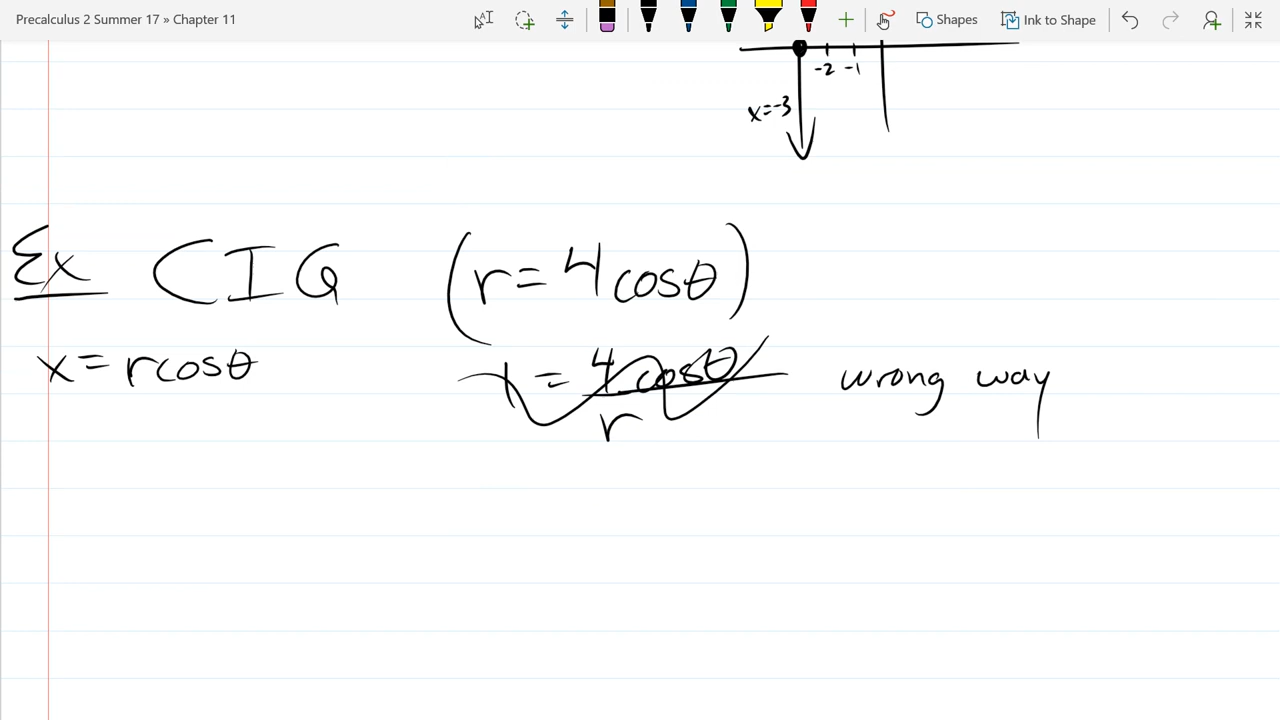 Precalculus 2 Summer 17 » Chapter 11
Shapes
Ink to Shape
-2 -1
x=-3
Ex CIG (r=4cosθ)
x=rcosθ
1 = 4cosθ/r wrong way